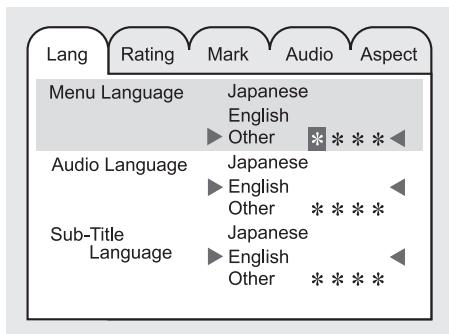 Lang Rating Mark Audio Aspect
Menu Language Japanese
English
Other * * * *
Audio Language Japanese
English
Other * * * *
Sub-Title Japanese
Language English
Other * * * *